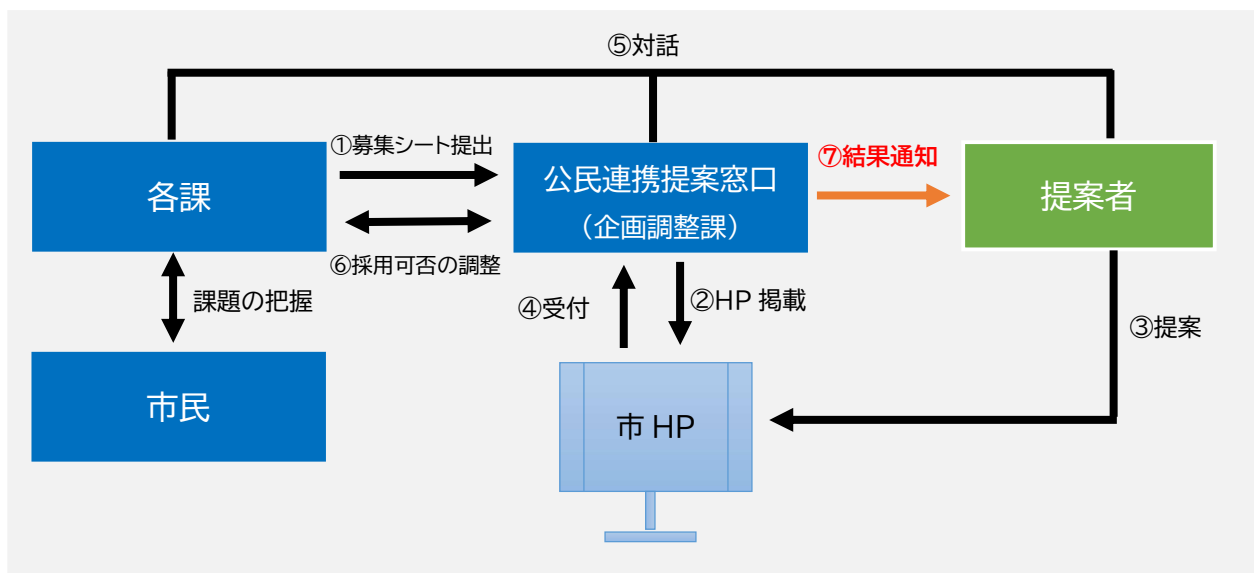 ⑤対話
①募集シート提出
各課
公民連携提案窓口
（企画調整課）
⑦結果通知
提案者
⑥採用可否の調整
課題の把握
④受付
②HP 掲載
③提案
市民
市 HP